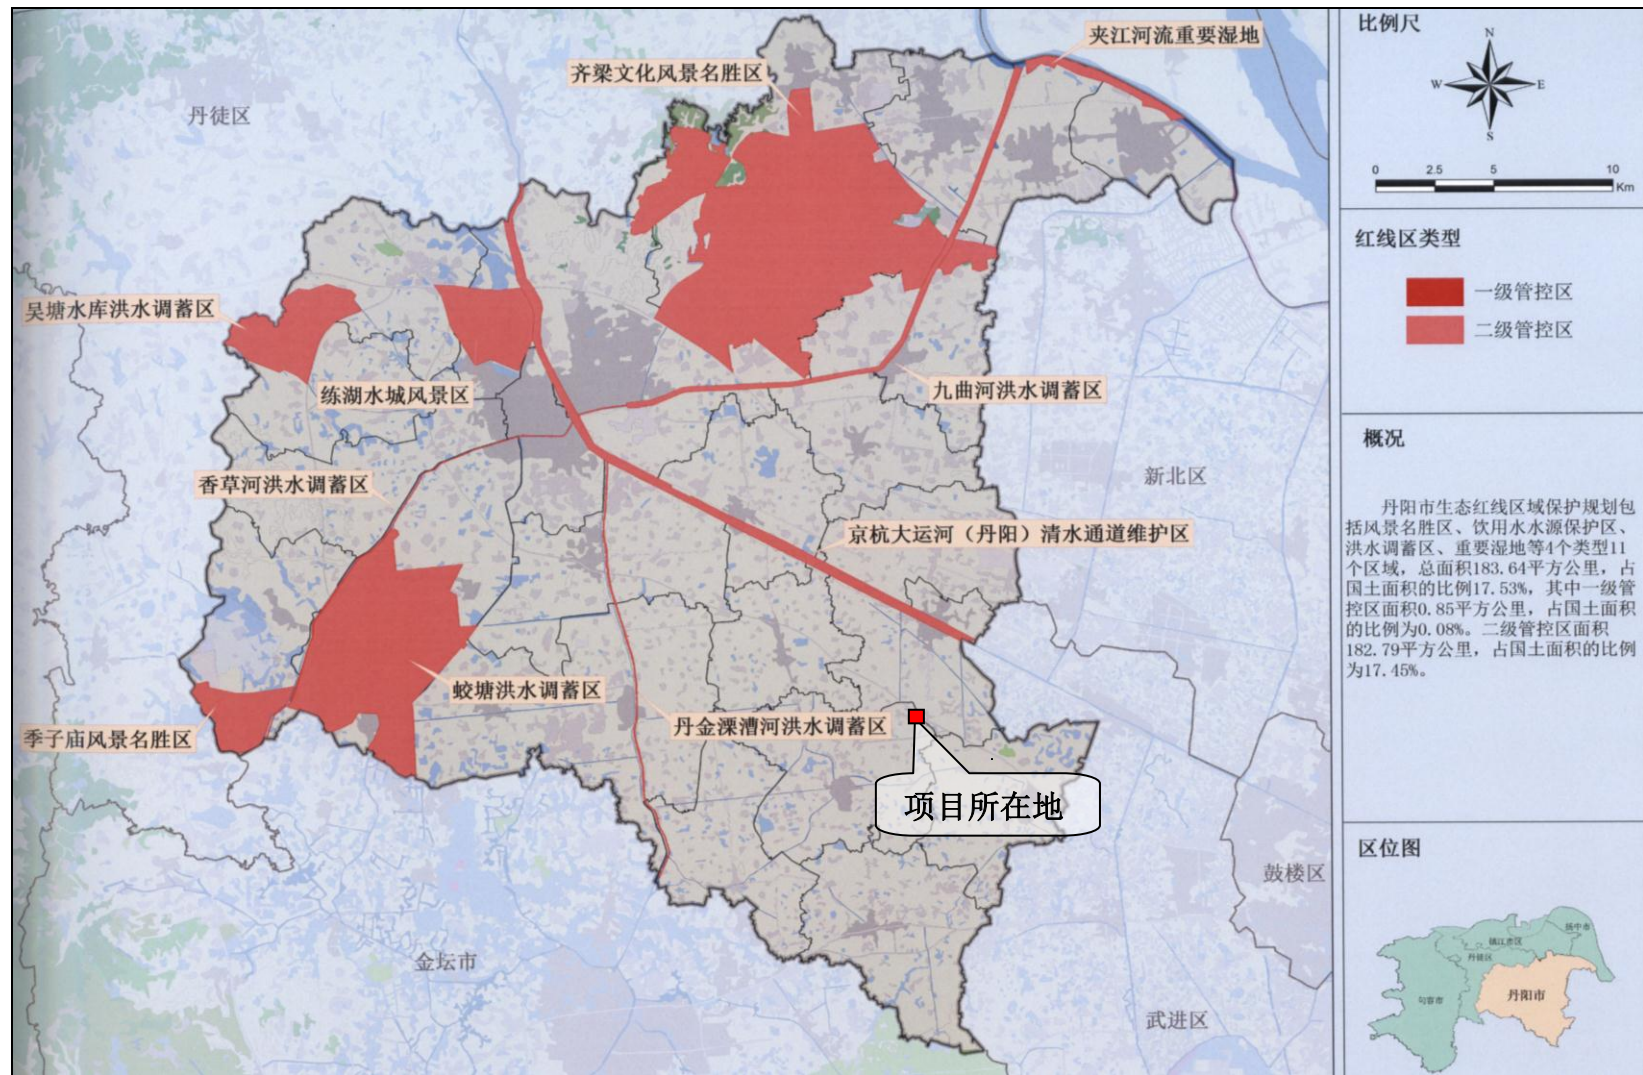 夹江河流重要湿地
齐梁文化风景名胜区
丹徒区
吴塘水库洪水调蓄区
练湖水城风景区
九曲河洪水调蓄区
香草河洪水调蓄区
新北区
京杭大运河（丹阳）清水通道维护区
蛟塘洪水调蓄区
丹金溧漕河洪水调蓄区
季子庙风景名胜区
项目所在地
鼓楼区
金坛市
武进区
比例尺
N
W
E
S
0 2.5 5 10
Km
红线区类型
一级管控区
二级管控区
概况
丹阳市生态红线区域保护规划包
括风景名胜区、饮用水水源保护区、
洪水调蓄区、重要湿地等4个类型11
个区域，总面积183.64平方公里，占
国土面积的比例17.53%，其中一级管
控区面积0.85平方公里，占国土面积
的比例为0.08%。二级管控区面积
182.79平方公里，占国土面积的比例
为17.45%。
区位图
扬中市
镇江市区
丹徒区
句容市
丹阳市